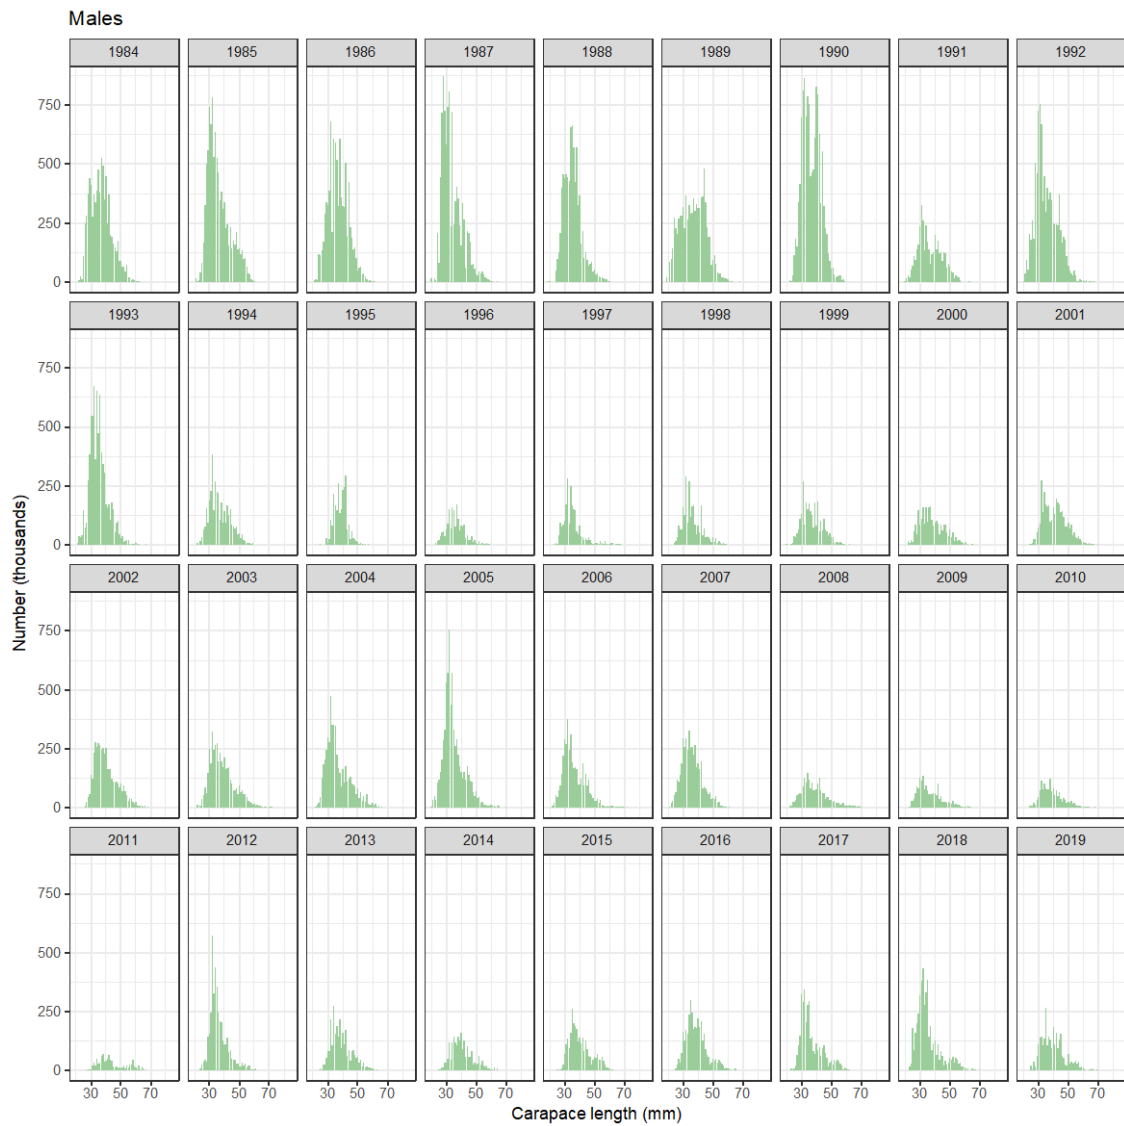 Males
1984 1985 1986 1987 1988 1989 1990 1991 1992
750
500
250
0
1993 1994 1995 1996 1997 1998 1999 2000 2001
750
500
250
0
Number (thousands)
2002 2003 2004 2005 2006 2007 2008 2009 2010
750
500
250
0
2011 2012 2013 2014 2015 2016 2017 2018 2019
750
500
250
0
30 50 70 30 50 70 30 50 70 30 50 70 30 50 70 30 50 70 30 50 70 30 50 70 30 50 70
Carapace length (mm)